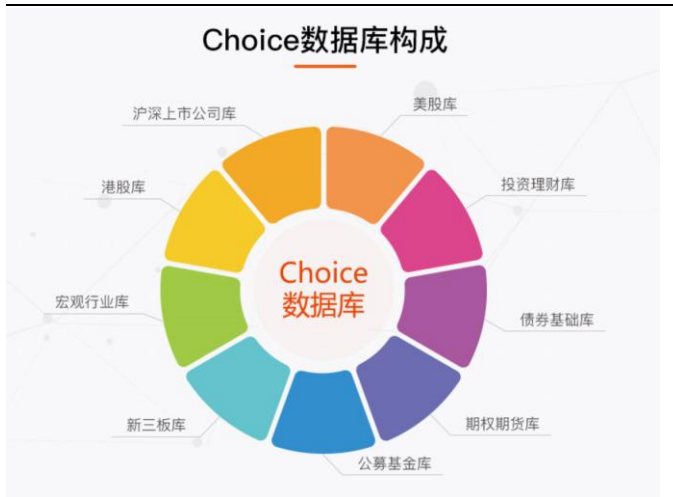 Choice数据库构成
美股库
沪深上市公司库
投资理财库
港股库
Choice
数据库
宏观行业库
债券基础库
新三板库
期权期货库
公募基金库